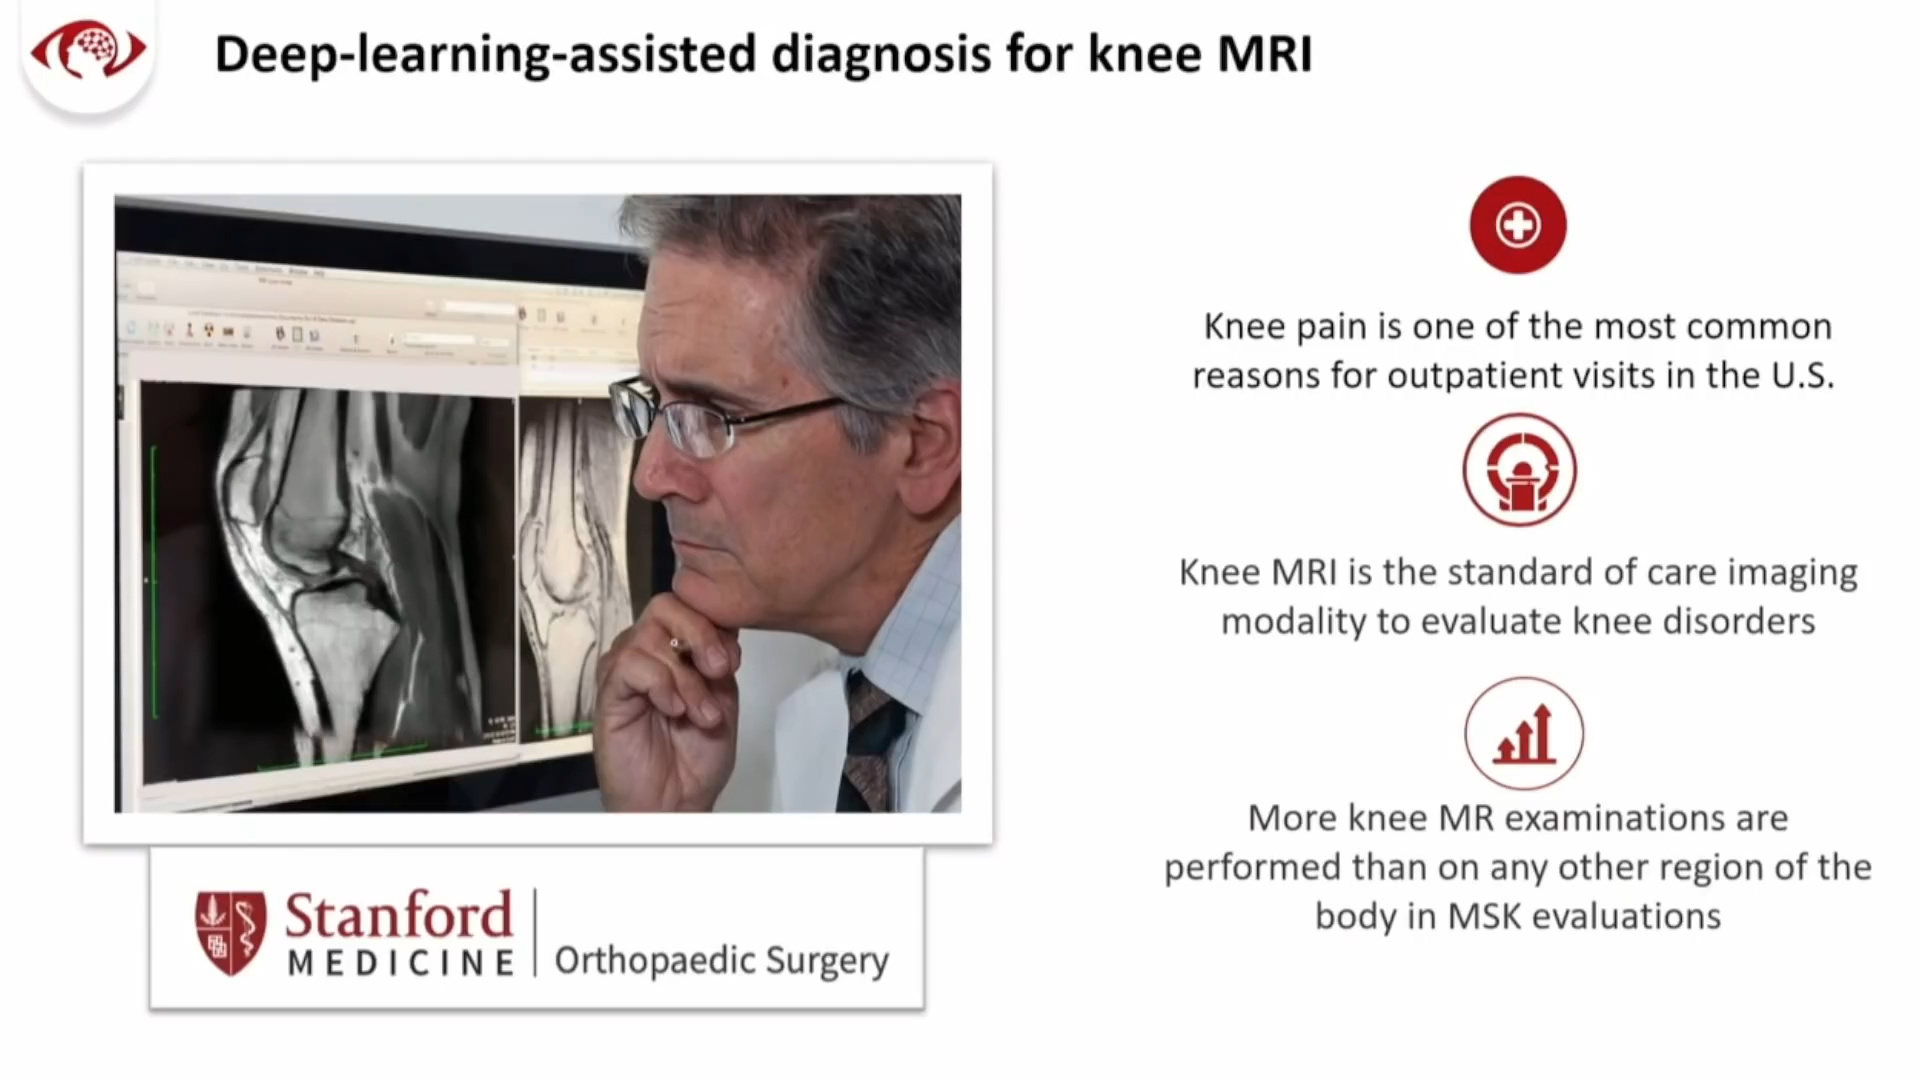 Deep-learning-assisted diagnosis for knee MRI
Knee pain is one of the most common
reasons for outpatient visits in the U.S.
Knee MRI is the standard of care imaging
modality to evaluate knee disorders
More knee MR examinations are
performed than on any other region of the
body in MSK evaluations
Stanford
MEDICINE
Orthopaedic Surgery